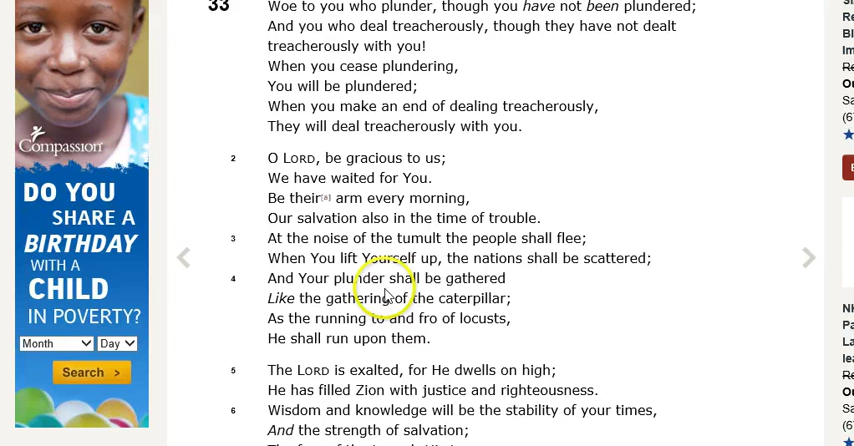 Compassion
DO YOU
SHARE A
BIRTHDAY
WITH A
CHILD
IN POVERTY?
Month Day
Search >
33 Woe to you who plunder, though you have not been plundered;
And you who deal treacherously, though they have not dealt
treacherously with you!
When you cease plundering,
You will be plundered;
When you make an end of dealing treacherously,
They will deal treacherously with you.
2 O LORD, be gracious to us;
We have waited for You.
Be their[a] arm every morning,
Our salvation also in the time of trouble.
3 At the noise of the tumult the people shall flee;
When You lift Yourself up, the nations shall be scattered;
4 And Your plunder shall be gathered
Like the gathering of the caterpillar;
As the running to and fro of locusts,
He shall run upon them.
5 The LORD is exalted, for He dwells on high;
He has filled Zion with justice and righteousness.
6 Wisdom and knowledge will be the stability of your times,
And the strength of salvation;